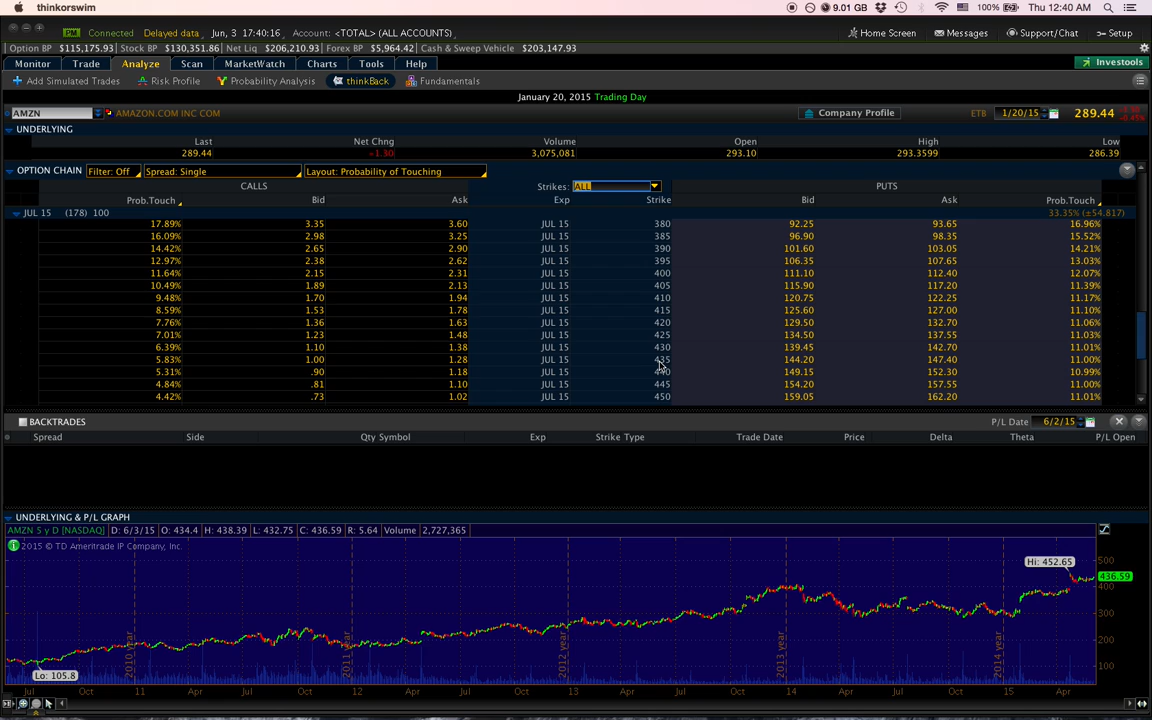 thinkorswim 9.01 GB 100% Thu 12:40 AM
Connected Delayed data Jun, 3 17:40:16 Account: <TOTAL> (ALL ACCOUNTS) Home Screen Messages Support/Chat Setup
Option BP $115,175.93 Stock BP $130,351.86 Net Liq $206,210.93 Forex BP $5,964.42 Cash & Sweep Vehicle $203,147.93
Monitor Trade Analyze Scan MarketWatch Charts Tools Help Investools
Add Simulated Trades Risk Profile Probability Analysis thinkBack Fundamentals
January 20, 2015 Trading Day
AMZN AMAZON.COM INC COM Company Profile ETB 1/20/15 289.44
UNDERLYING
Last Net Chng Volume Open High Low
289.44 -1.30 3,075,081 293.10 293.3599 286.39
OPTION CHAIN Filter: Off Spread: Single Layout: Probability of Touching
CALLS Strikes: ALL PUTS
Prob.Touch Bid Ask Exp Strike Bid Ask Prob.Touch
JUL 15 (178) 100 33.35% (±54.817)
17.89% 3.35 3.60 JUL 15 380 92.25 93.65 16.96%
16.09% 2.98 3.25 JUL 15 385 96.90 98.35 15.52%
14.42% 2.65 2.90 JUL 15 390 101.60 103.05 14.21%
12.97% 2.38 2.62 JUL 15 395 106.35 107.65 13.03%
11.64% 2.15 2.31 JUL 15 400 111.10 112.40 12.07%
10.49% 1.89 2.13 JUL 15 405 115.90 117.20 11.39%
9.48% 1.70 1.94 JUL 15 410 120.75 122.25 11.17%
8.59% 1.53 1.78 JUL 15 415 125.60 127.00 11.10%
7.76% 1.36 1.63 JUL 15 420 129.50 132.70 11.06%
7.01% 1.23 1.48 JUL 15 425 134.50 137.55 11.03%
6.39% 1.10 1.38 JUL 15 430 139.45 142.70 11.01%
5.83% 1.00 1.28 JUL 15 435 144.20 147.40 11.00%
5.31% .90 1.18 JUL 15 440 149.15 152.30 10.99%
4.84% .81 1.10 JUL 15 445 154.20 157.55 11.00%
4.42% .73 1.02 JUL 15 450 159.05 162.20 11.01%
BACKTRADES P/L Date 6/2/15
Spread Side Qty Symbol Exp Strike Type Trade Date Price Delta Theta P/L Open
UNDERLYING & P/L GRAPH
AMZN 5 y D [NASDAQ] D: 6/3/15 O: 434.4 H: 438.39 L: 432.75 C: 436.59 R: 5.64 Volume 2,727,365
2015 © TD Ameritrade IP Company, Inc.
Hi: 452.65
500
436.59
400
300
200
100
2010 year 2011 year 2012 year 2013 year 2014 year
Lo: 105.8
Jul Oct 11 Apr Jul Oct 12 Apr Jul Oct 13 Apr Jul Oct 14 Apr Jul Oct 15 Apr